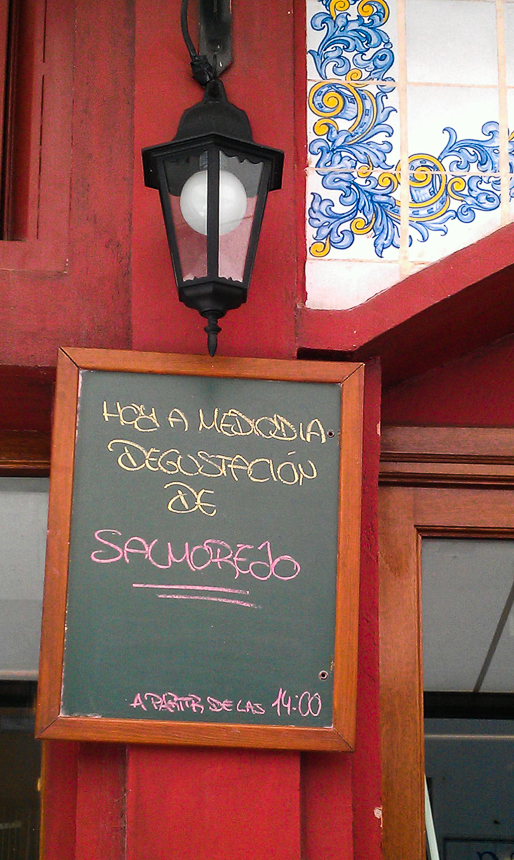 HOY A MEDIODIA
DEGUSTACIÓN
DE
SALMOREJO
A PARTIR DE LAS 14:00